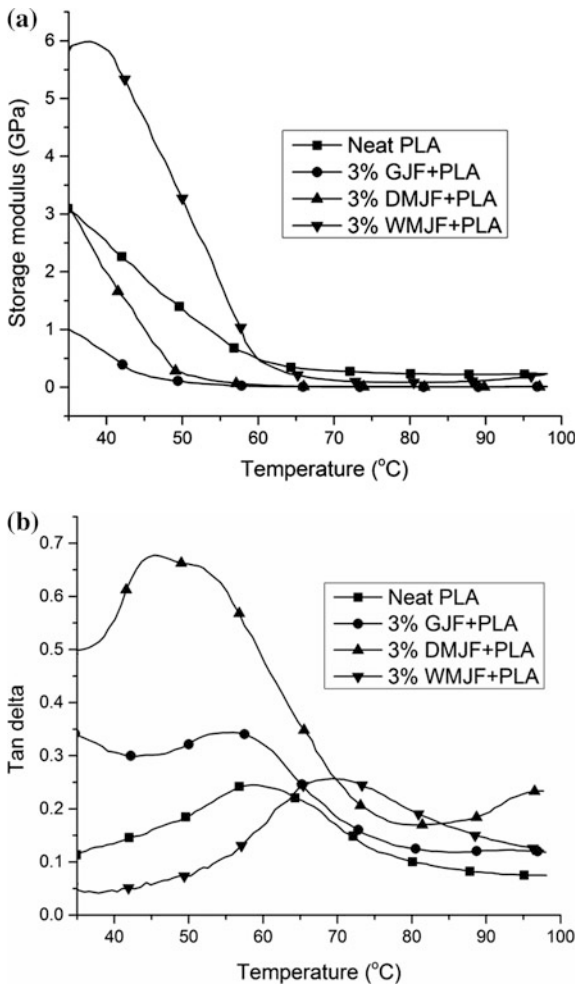 (a)
6
5
4
3
2
1
0
Storage modulus (GPa)
Neat PLA
3% GJF+PLA
3% DMJF+PLA
3% WMJF+PLA
40 50 60 70 80 90 100
Temperature (°C)
(b)
0.7
0.6
0.5
0.4
0.3
0.2
0.1
0.0
Tan delta
Neat PLA
3% GJF+PLA
3% DMJF+PLA
3% WMJF+PLA
40 50 60 70 80 90 100
Temperature (°C)